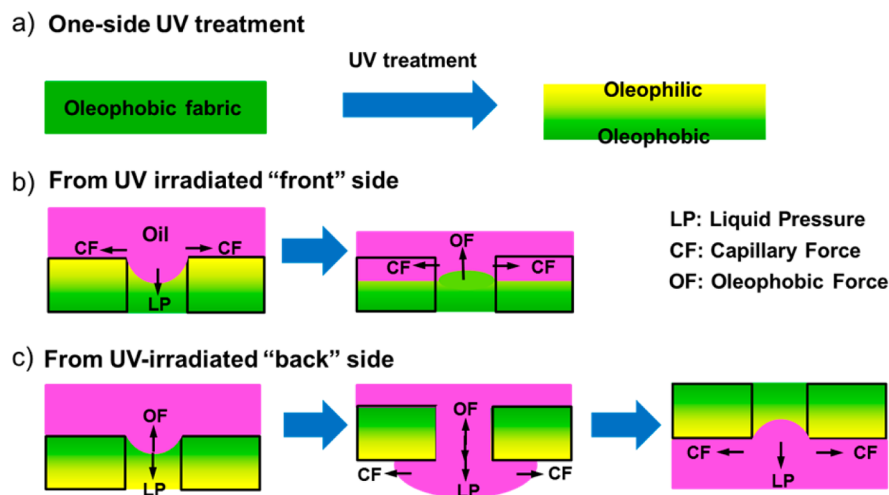 a) One-side UV treatment
UV treatment
Oleophobic fabric
Oleophilic
Oleophobic
b) From UV irradiated “front” side
Oil
CF
CF
LP
OF
CF
CF
LP: Liquid Pressure
CF: Capillary Force
OF: Oleophobic Force
c) From UV-irradiated “back” side
OF
LP
OF
CF
CF
LP
CF
CF
LP